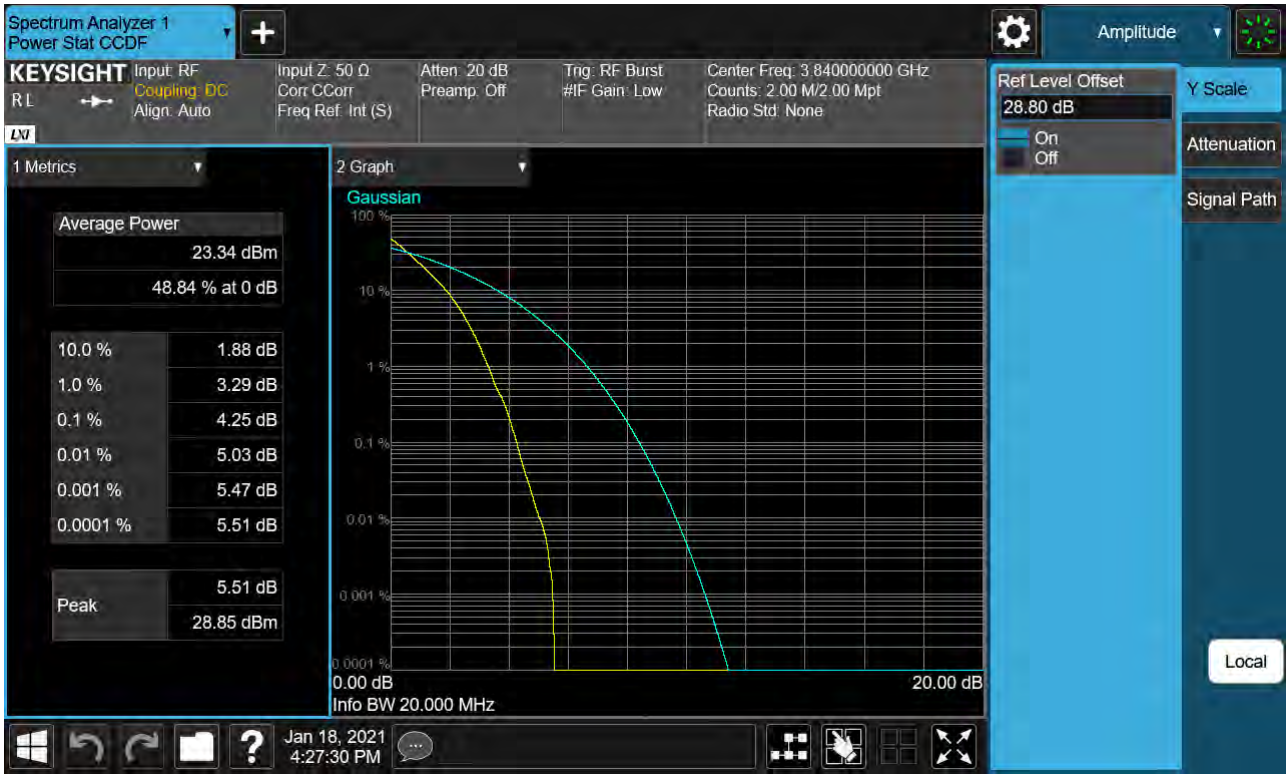 Spectrum Analyzer 1
Power Stat CCDF
+
Amplitude
KEYSIGHT
RL
LXI
Input: RF
Coupling: DC
Align: Auto
Input Z: 50 Ω
Corr CCorr
Freq Ref: Int (S)
Atten: 20 dB
Preamp: Off
Trig: RF Burst
#IF Gain: Low
Center Freq: 3.840000000 GHz
Counts: 2.00 M/2.00 Mpt
Radio Std: None
Ref Level Offset
28.80 dB
On
Off
Y Scale
Attenuation
Signal Path
Local
1 Metrics
Average Power
23.34 dBm
48.84 % at 0 dB
10.0 % 1.88 dB
1.0 % 3.29 dB
0.1 % 4.25 dB
0.01 % 5.03 dB
0.001 % 5.47 dB
0.0001 % 5.51 dB
Peak
5.51 dB
28.85 dBm
2 Graph
Gaussian
100 %
10 %
1 %
0.1 %
0.01 %
0.001 %
0.0001 %
0.00 dB 20.00 dB
Info BW 20.000 MHz
?
Jan 18, 2021
4:27:30 PM